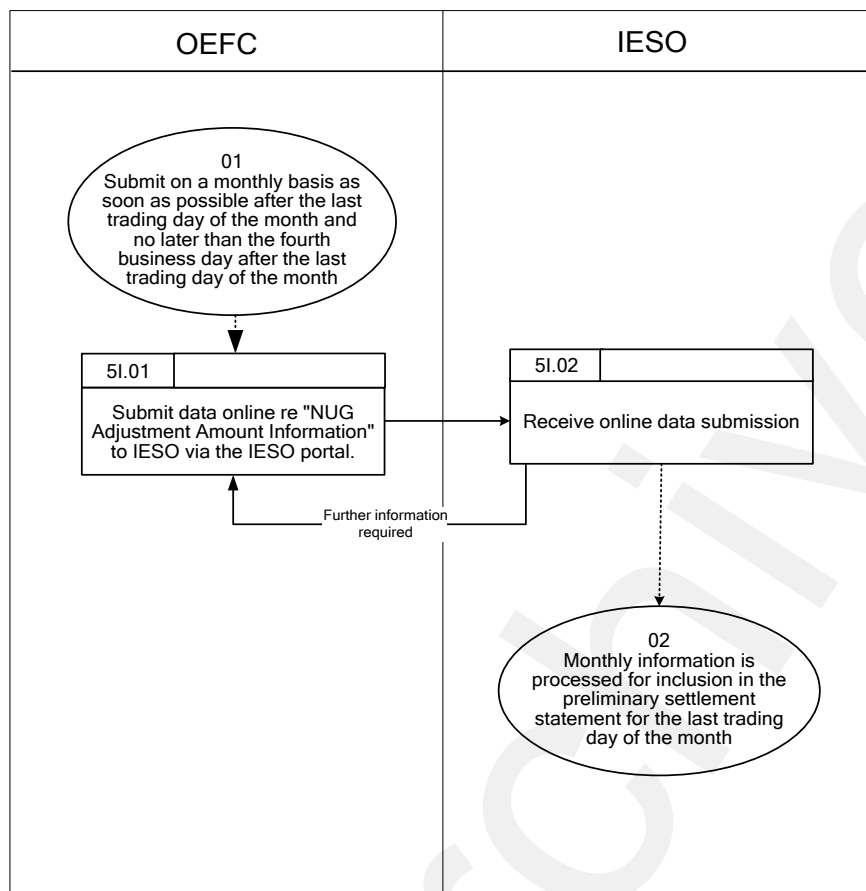 OEFC
IESO
01
Submit on a monthly basis as
soon as possible after the last
trading day of the month and
no later than the fourth
business day after the last
trading day of the month
5I.01
Submit data online re "NUG
Adjustment Amount Information"
to IESO via the IESO portal.
5I.02
Receive online data submission
Further information
required
02
Monthly information is
processed for inclusion in the
preliminary settlement
statement for the last trading
day of the month